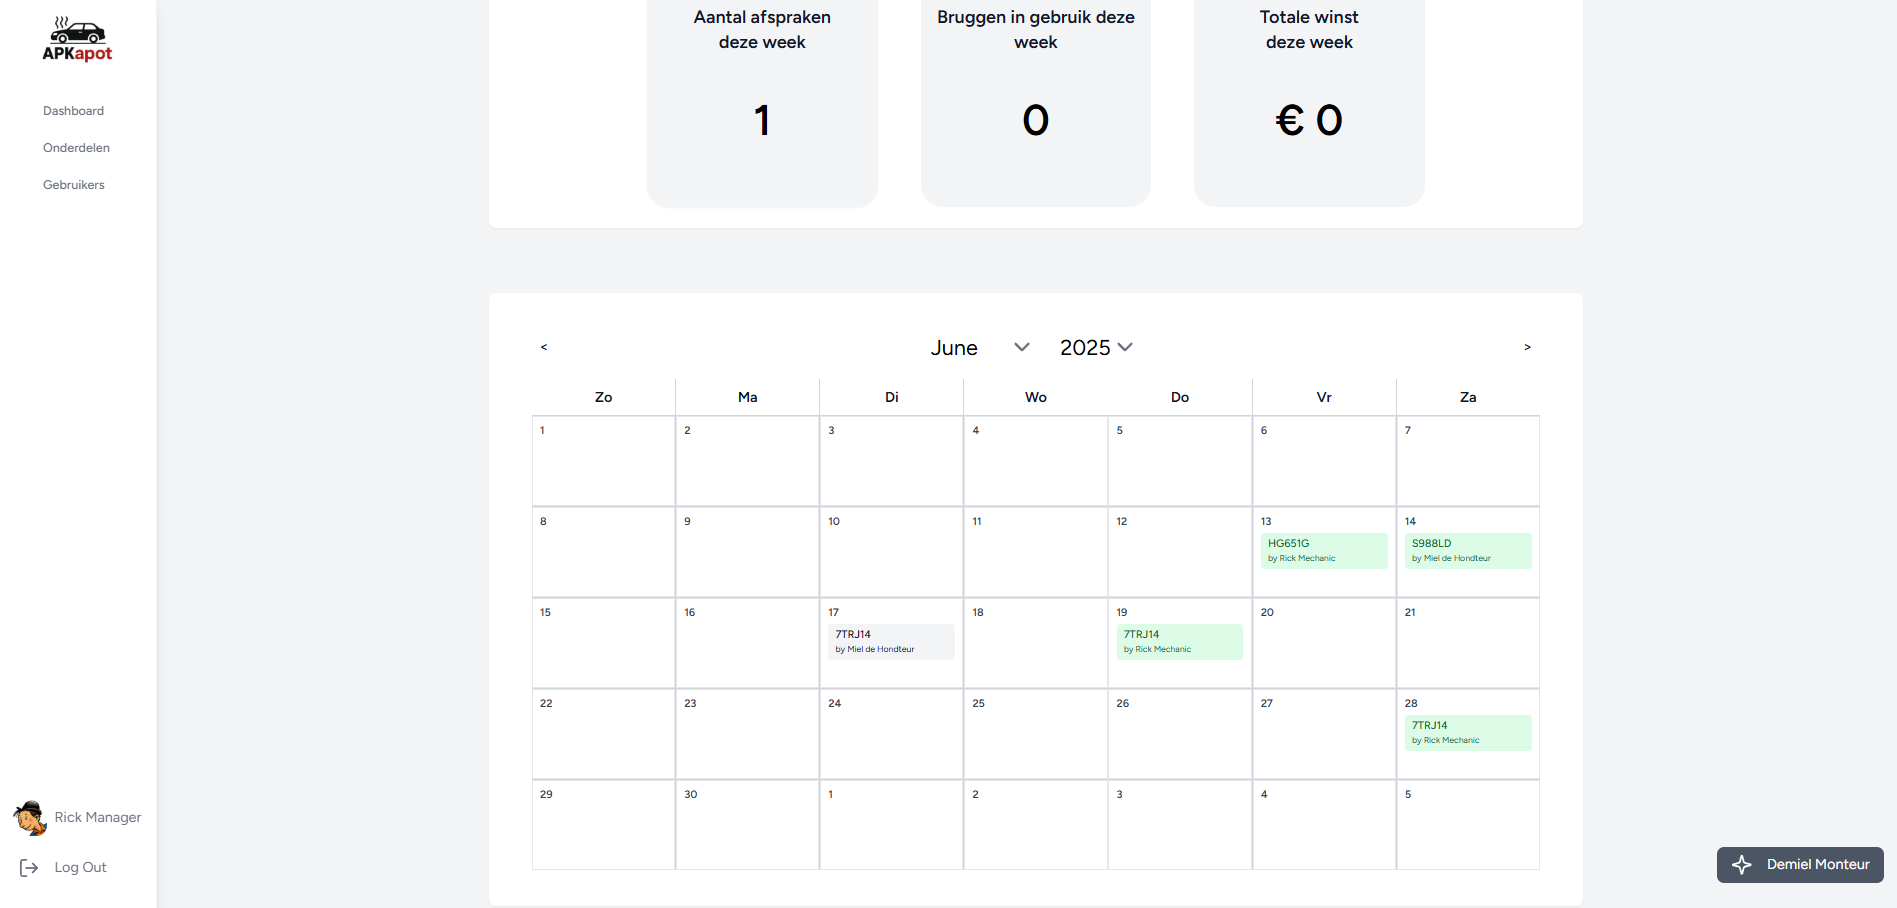 APKapot
Dashboard
Onderdelen
Gebruikers
Rick Manager
Log Out
Aantal afspraken
deze week
1
Bruggen in gebruik deze
week
0
Totale winst
deze week
€ 0
< June 2025 >
Zo Ma Di Wo Do Vr Za
1 2 3 4 5 6 7
8 9 10 11 12 13 14
HG651G S988LD
by Rick Mechanic by Miel de Hondteur
15 16 17 18 19 20 21
7TRJ14 7TRJ14
by Miel de Hondteur by Rick Mechanic
22 23 24 25 26 27 28
7TRJ14
by Rick Mechanic
29 30 1 2 3 4 5
Demiel Monteur